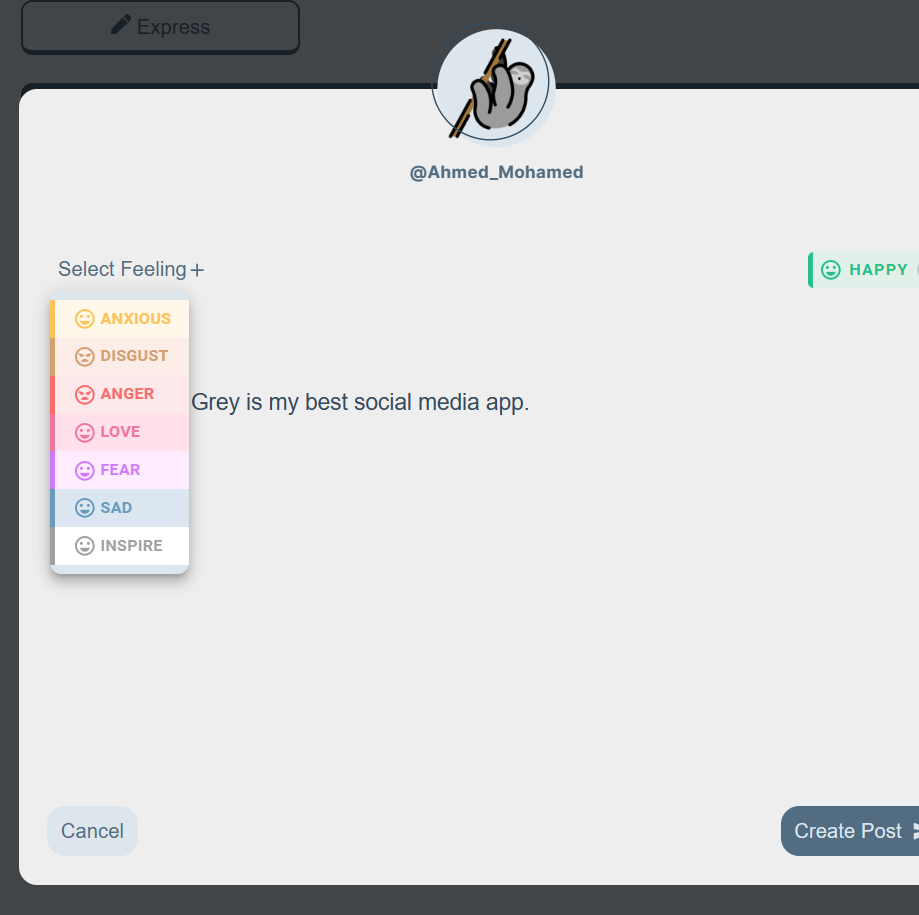 Express
@Ahmed_Mohamed
Select Feeling+
HAPPY
ANXIOUS
DISGUST
ANGER
Grey is my best social media app.
LOVE
FEAR
SAD
INSPIRE
Cancel
Create Post